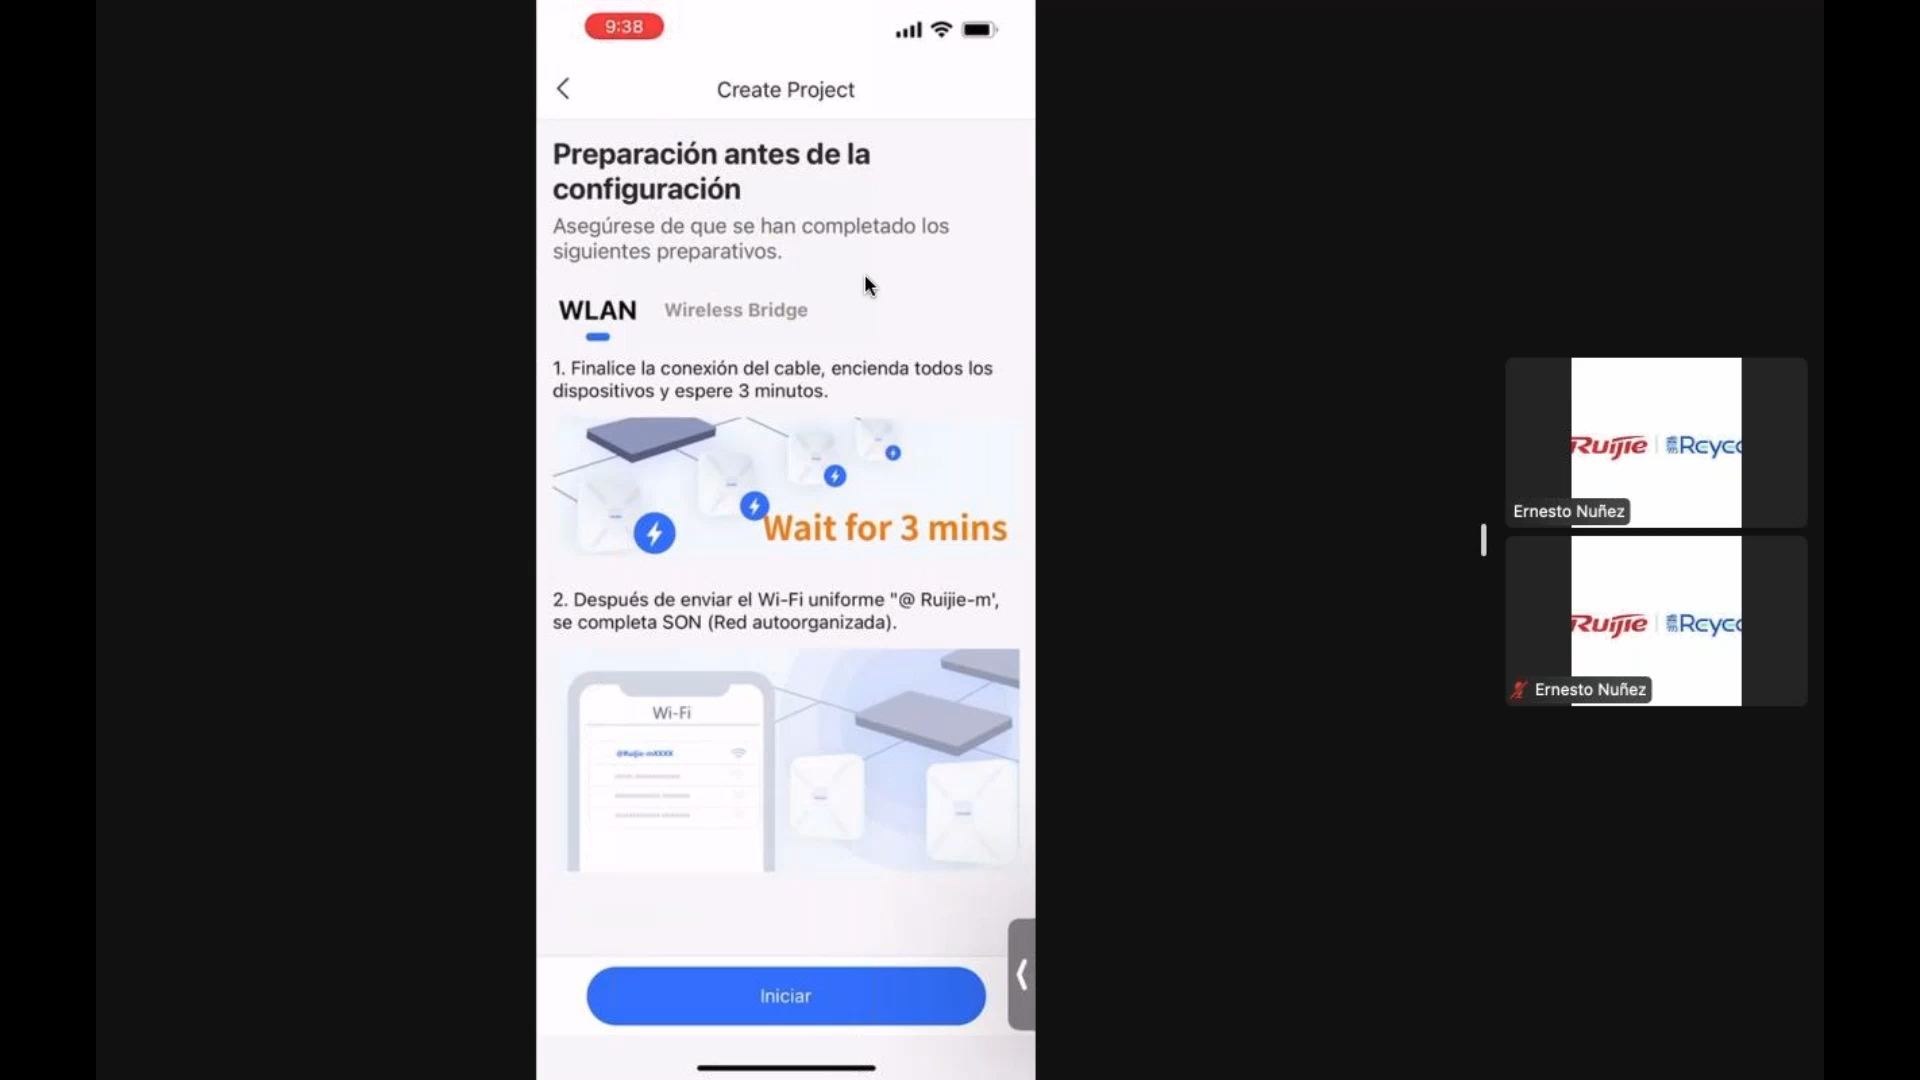 9:38
Create Project
Preparación antes de la
configuración
Asegúrese de que se han completado los
siguientes preparativos.
WLAN
Wireless Bridge
1. Finalice la conexión del cable, encienda todos los
dispositivos y espere 3 minutos.
Wait for 3 mins
2. Después de enviar el Wi-Fi uniforme "@ Ruijie-m',
se completa SON (Red autoorganizada).
Wi-Fi
@Ruijie-mXXXX
Iniciar
Ruijie
Ernesto Nuñez
Ruijie
Ernesto Nuñez